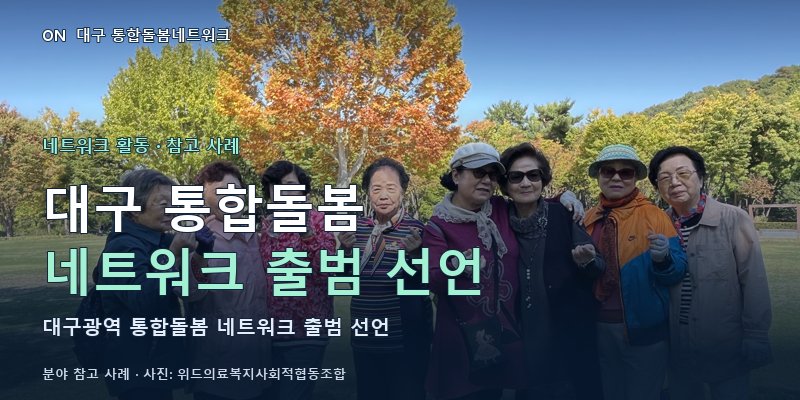 ON 대구 통합돌봄네트워크
네트워크 활동 · 참고 사례
대구 통합돌봄
네트워크 출범 선언
대구광역 통합돌봄 네트워크 출범 선언
분야 참고 사례 · 사진: 위드의료복지사회적협동조합